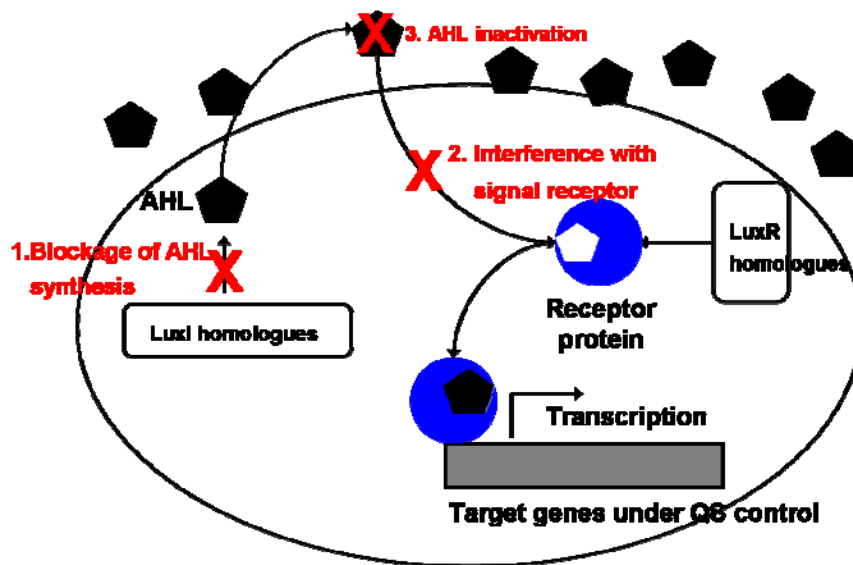 3. AHL inactivation
2. Interference with
signal receptor
AHL
1.Blockage of AHL
synthesis
LuxI homologues
LuxR
homologues
Receptor
protein
Transcription
Target genes under QS control